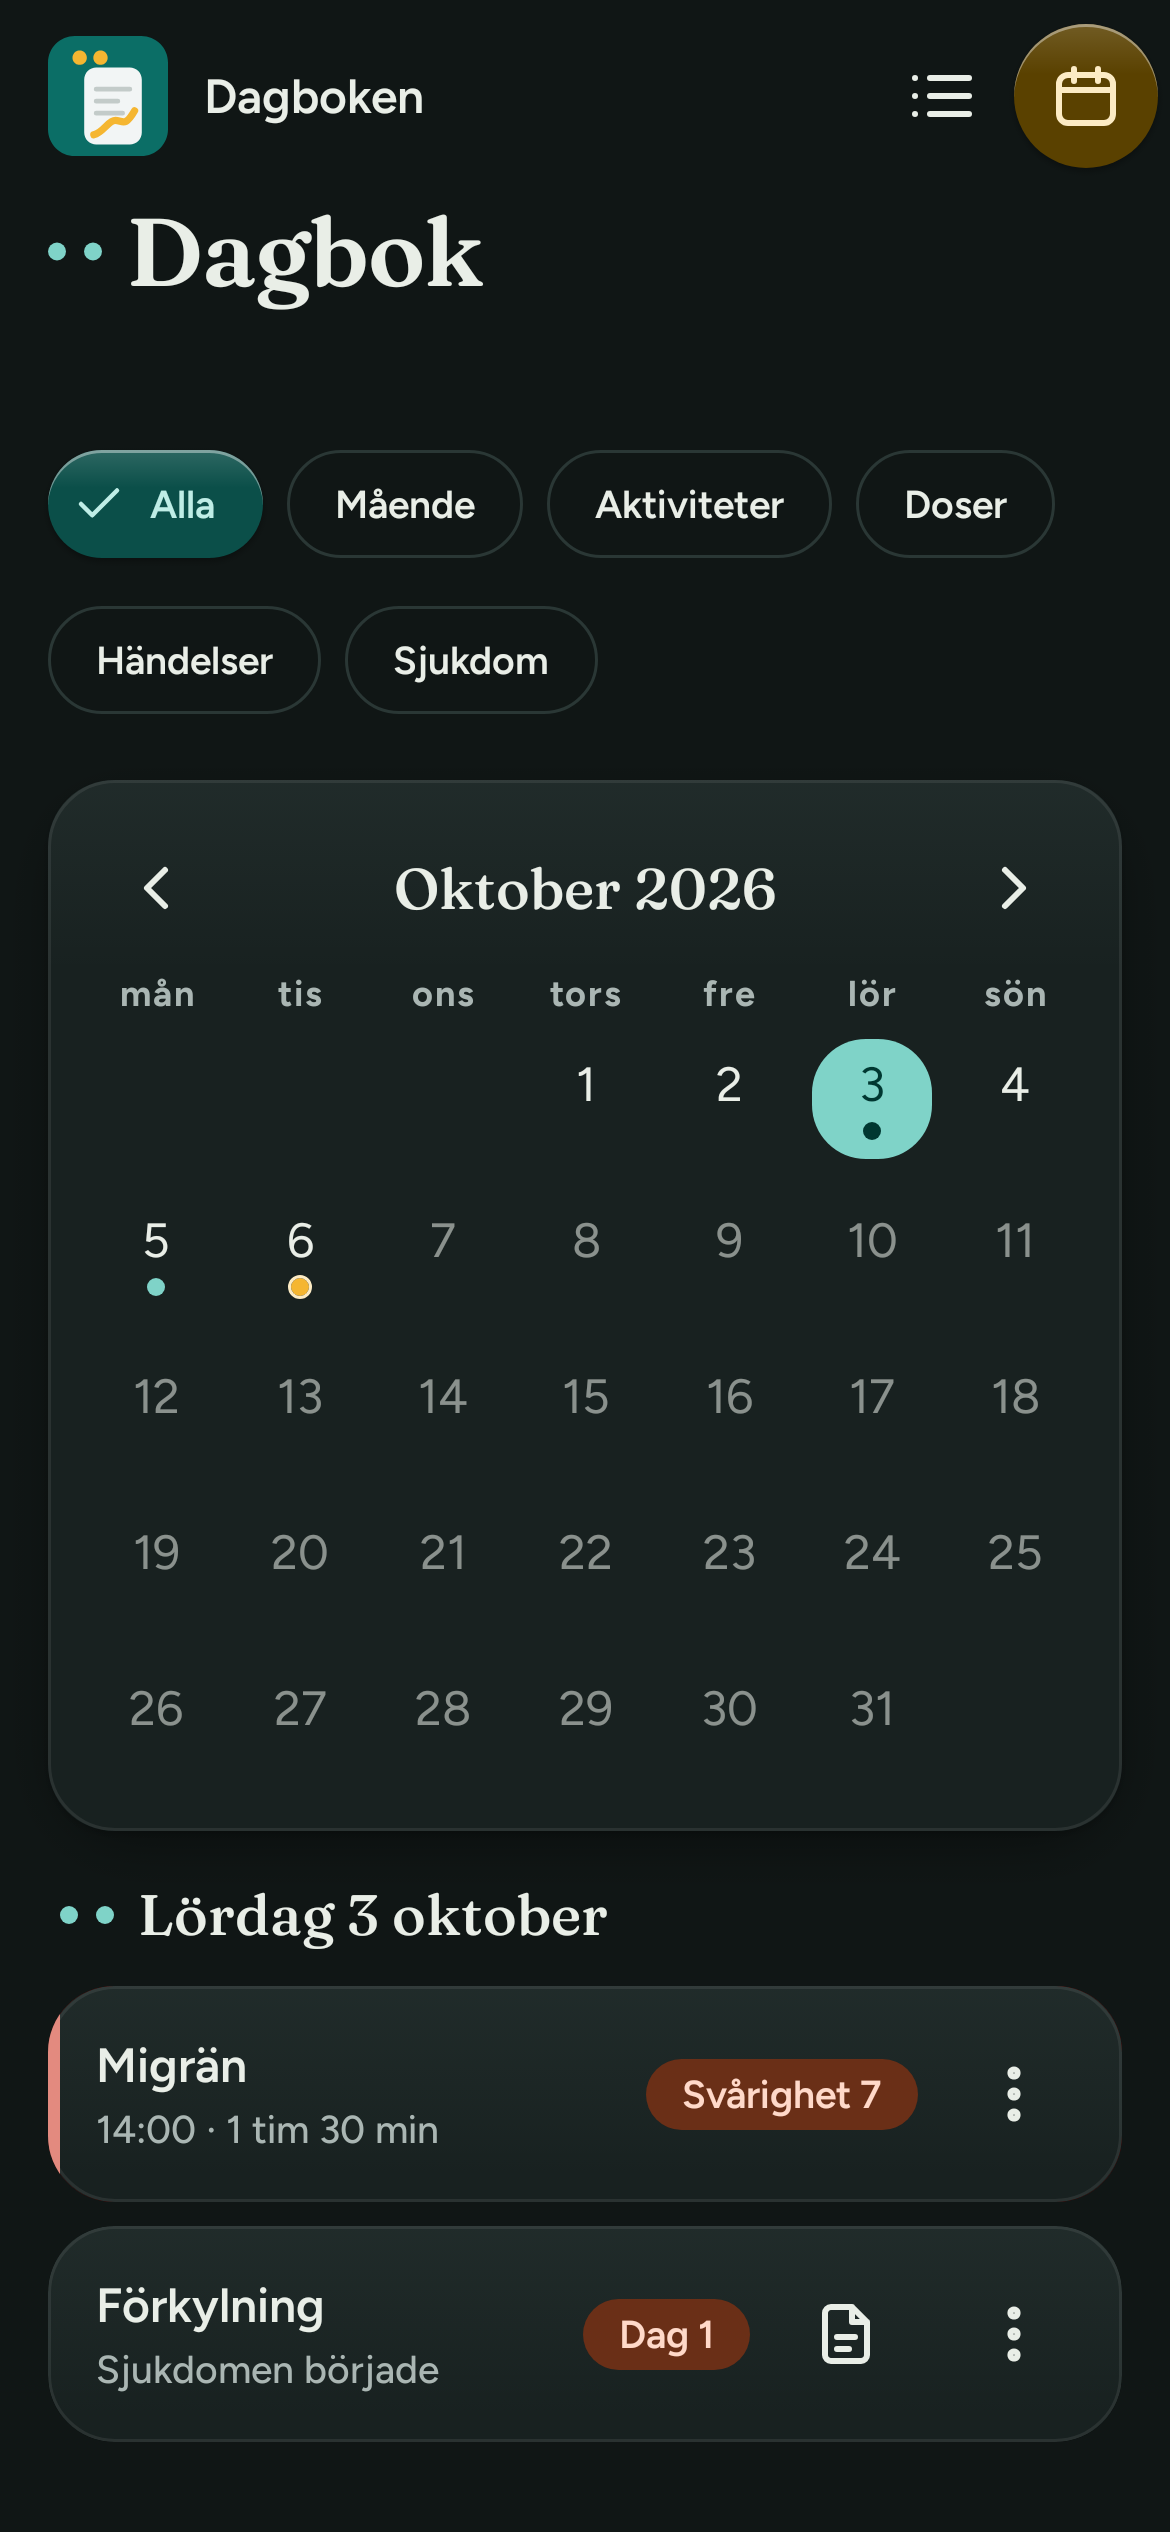 Dagboken
Dagbok
Alla Mående Aktiviteter Doser
Händelser Sjukdom
Oktober 2026
mån tis ons tors fre lör sön
1 2 3 4
5 6 7 8 9 10 11
12 13 14 15 16 17 18
19 20 21 22 23 24 25
26 27 28 29 30 31
Lördag 3 oktober
Migrän
14:00 · 1 tim 30 min
Svårighet 7
Förkylning
Sjukdomen började
Dag 1